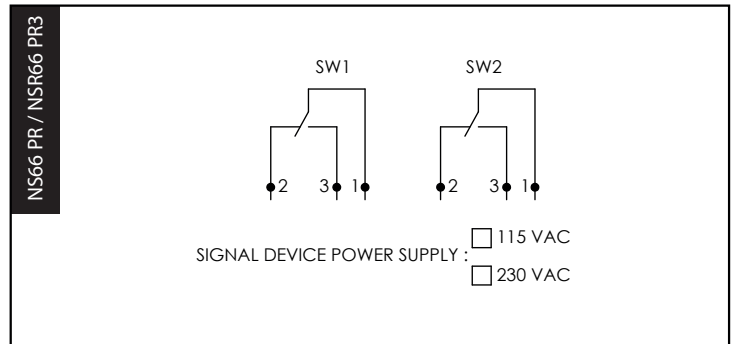 NS66 PR / NSR66 PR3
SW1 SW2
2 3 1 2 3 1
SIGNAL DEVICE POWER SUPPLY :
115 VAC
230 VAC